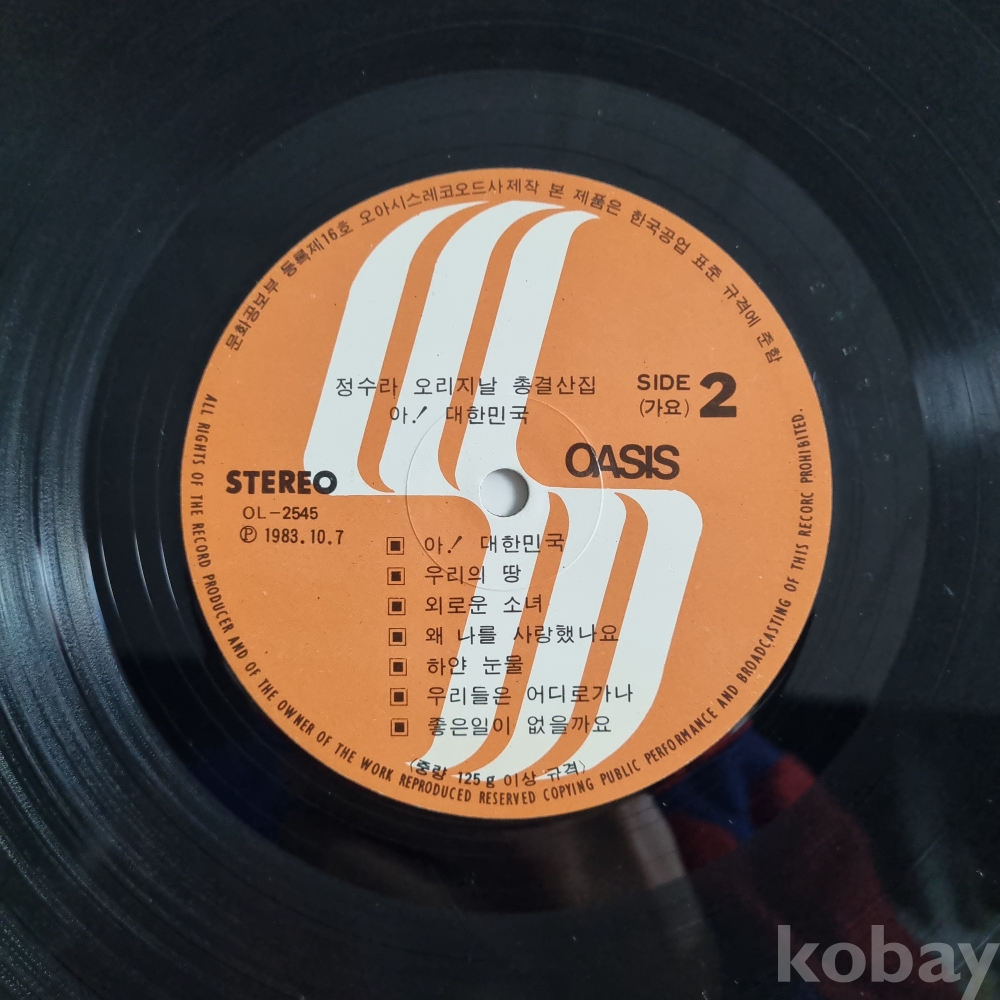 문화공보부 등록제16호 오아시스레코오드사제작 본 제품은 한국공업 표준 규격에 준함
정수라 오리지날 총결산집
아! 대한민국
SIDE 2
(가요)
OASIS
STEREO
OL-2545
Ⓟ 1983.10.7
아! 대한민국
우리의 땅
외로운 소녀
왜 나를 사랑했나요
하얀 눈물
우리들은 어디로가나
좋은일이 없을까요
(중량 125g 이상 규격)
ALL RIGHTS OF THE RECORD PRODUCER AND OF THE OWNER OF THE WORK REPRODUCED RESERVED COPYING PUBLIC PERFORMANCE AND BROADCASTING OF THIS RECORC PROHIBITED.
kobay